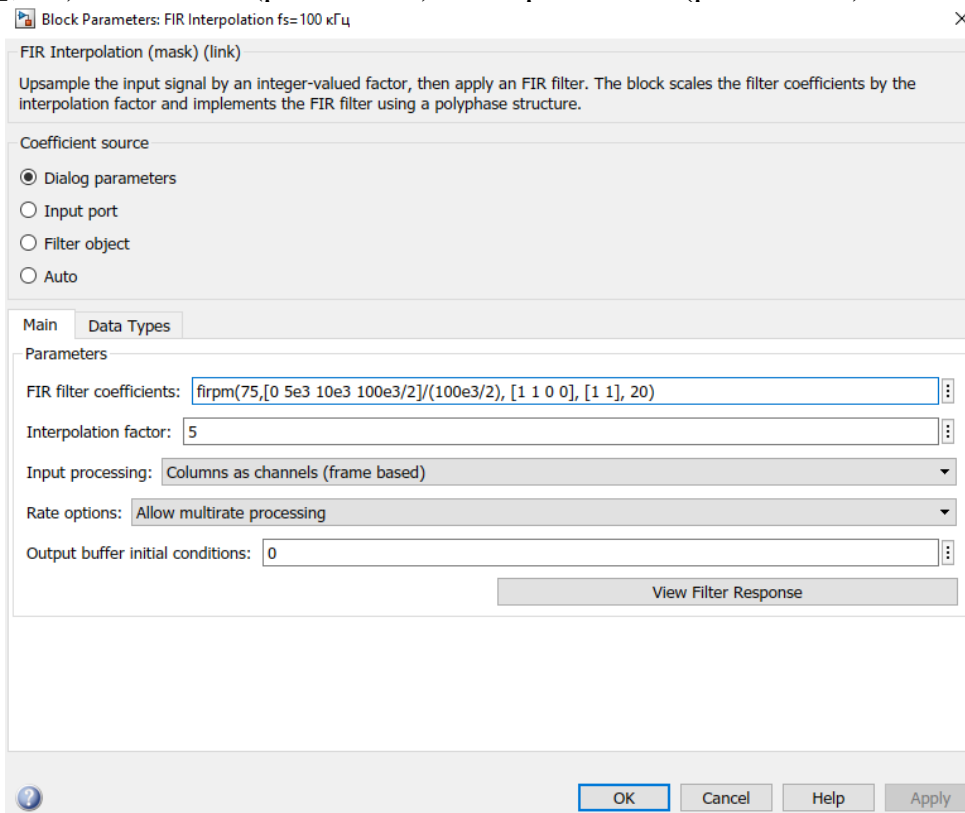 Block Parameters: FIR Interpolation fs=100 кГц
FIR Interpolation (mask) (link)
Upsample the input signal by an integer-valued factor, then apply an FIR filter. The block scales the filter coefficients by the
interpolation factor and implements the FIR filter using a polyphase structure.
Coefficient source
Dialog parameters
Input port
Filter object
Auto
Main Data Types
Parameters
FIR filter coefficients: firpm(75,[0 5e3 10e3 100e3/2]/(100e3/2), [1 1 0 0], [1 1], 20)
Interpolation factor: 5
Input processing: Columns as channels (frame based)
Rate options: Allow multirate processing
Output buffer initial conditions: 0
View Filter Response
OK Cancel Help Apply